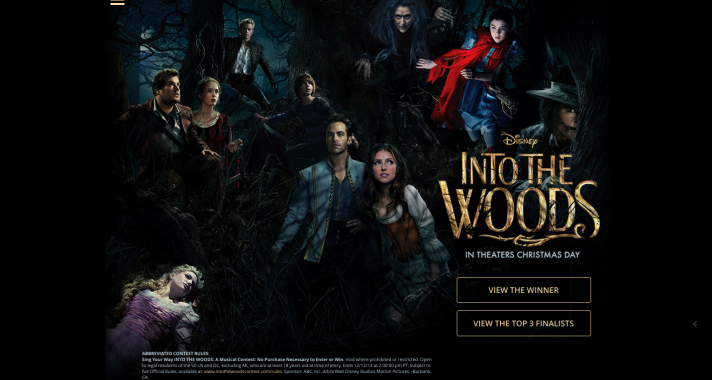 Disney
INTO THE
WOODS
IN THEATERS CHRISTMAS DAY
VIEW THE WINNER
VIEW THE TOP 3 FINALISTS
ABBREVIATED CONTEST RULES:
Sing Your Way INTO THE WOODS: A Musical Contest: No Purchase Necessary to Enter or Win. Void where prohibited or restricted. Open
to legal residents of the 50 US and DC, excluding AK, who are at least 18 years old at time of entry. Ends 12/12/14 at 2:00:00 pm PT. Subject to
full Official Rules, available at: www.intothewoodscontest.com/rules. Sponsor: ABC, Inc. d/b/a Walt Disney Studios Motion Pictures, -Burbank,
CA.